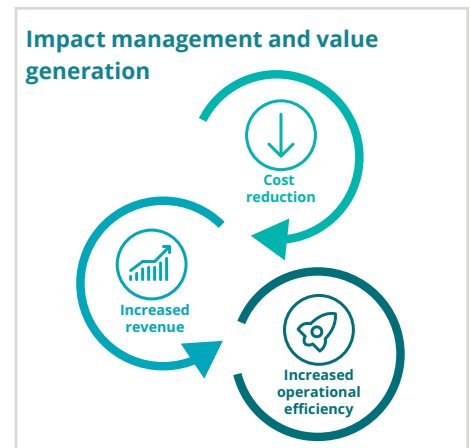 Impact management and value
generation
Cost
reduction
Increased
revenue
Increased
operational
efficiency